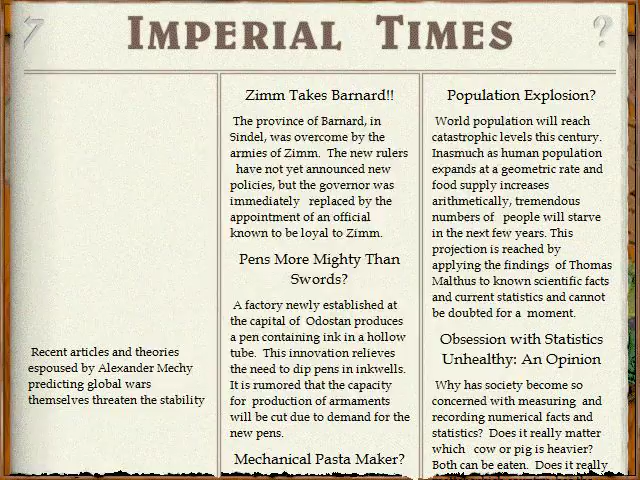 Imperial Times
?
Recent articles and theories
espoused by Alexander Mechy
predicting global wars
themselves threaten the stability
Zimm Takes Barnard!!
The province of Barnard, in
Sindel, was overcome by the
armies of Zimm. The new rulers
have not yet announced new
policies, but the governor was
immediately replaced by the
appointment of an official
known to be loyal to Zimm.
Pens More Mighty Than
Swords?
A factory newly established at
the capital of Odostan produces
a pen containing ink in a hollow
tube. This innovation relieves
the need to dip pens in inkwells.
It is rumored that the capacity
for production of armaments
will be cut due to demand for the
new pens.
Mechanical Pasta Maker?
Population Explosion?
World population will reach
catastrophic levels this century.
Inasmuch as human population
expands at a geometric rate and
food supply increases
arithmetically, tremendous
numbers of people will starve
in the next few years. This
projection is reached by
applying the findings of Thomas
Malthus to known scientific facts
and current statistics and cannot
be doubted for a moment.
Obsession with Statistics
Unhealthy: An Opinion
Why has society become so
concerned with measuring and
recording numerical facts and
statistics? Does it really matter
which cow or pig is heavier?
Both can be eaten. Does it really